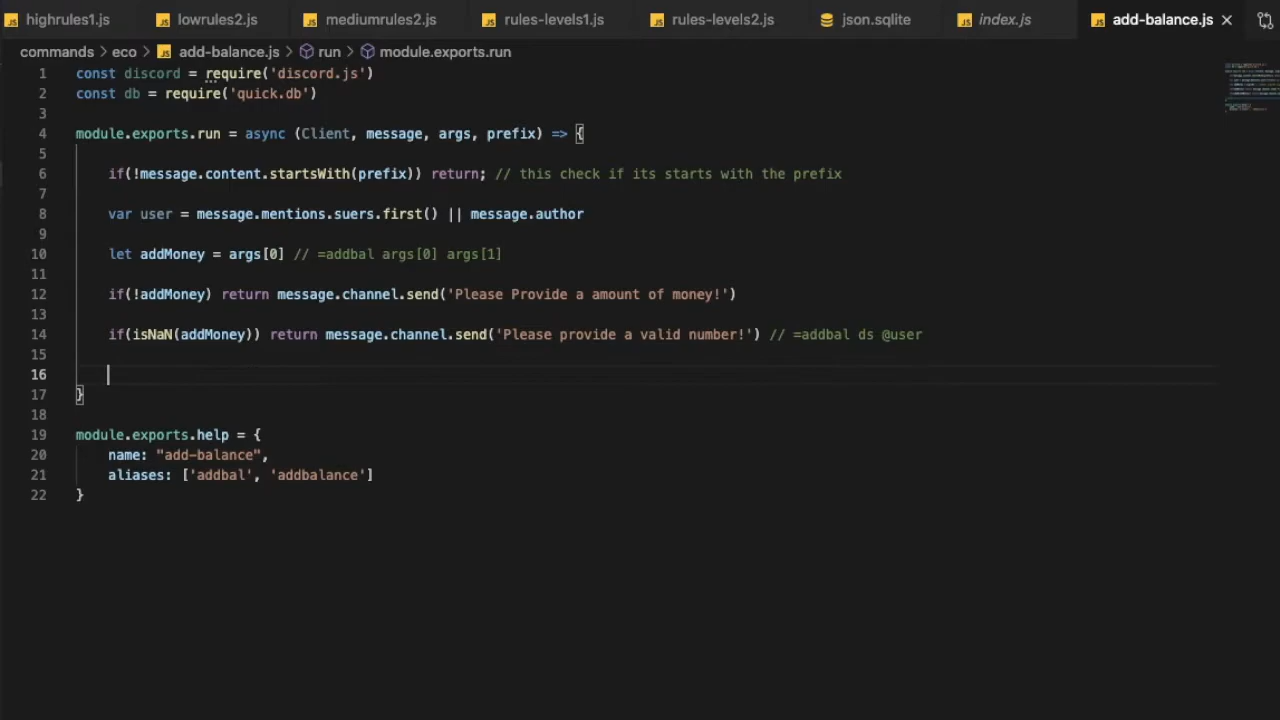 highrules1.js lowrules2.js mediumrules2.js rules-levels1.js rules-levels2.js json.sqlite index.js add-balance.js
commands > eco > add-balance.js > run > module.exports.run
1 const discord = require('discord.js')
2 const db = require('quick.db')
3
4 module.exports.run = async (Client, message, args, prefix) => {
5
6 if(!message.content.startsWith(prefix)) return; // this check if its starts with the prefix
7
8 var user = message.mentions.suers.first() || message.author
9
10 let addMoney = args[0] // =addbal args[0] args[1]
11
12 if(!addMoney) return message.channel.send('Please Provide a amount of money!')
13
14 if(isNaN(addMoney)) return message.channel.send('Please provide a valid number!') // =addbal ds @user
15
16
17 }
18
19 module.exports.help = {
20 name: "add-balance",
21 aliases: ['addbal', 'addbalance']
22 }